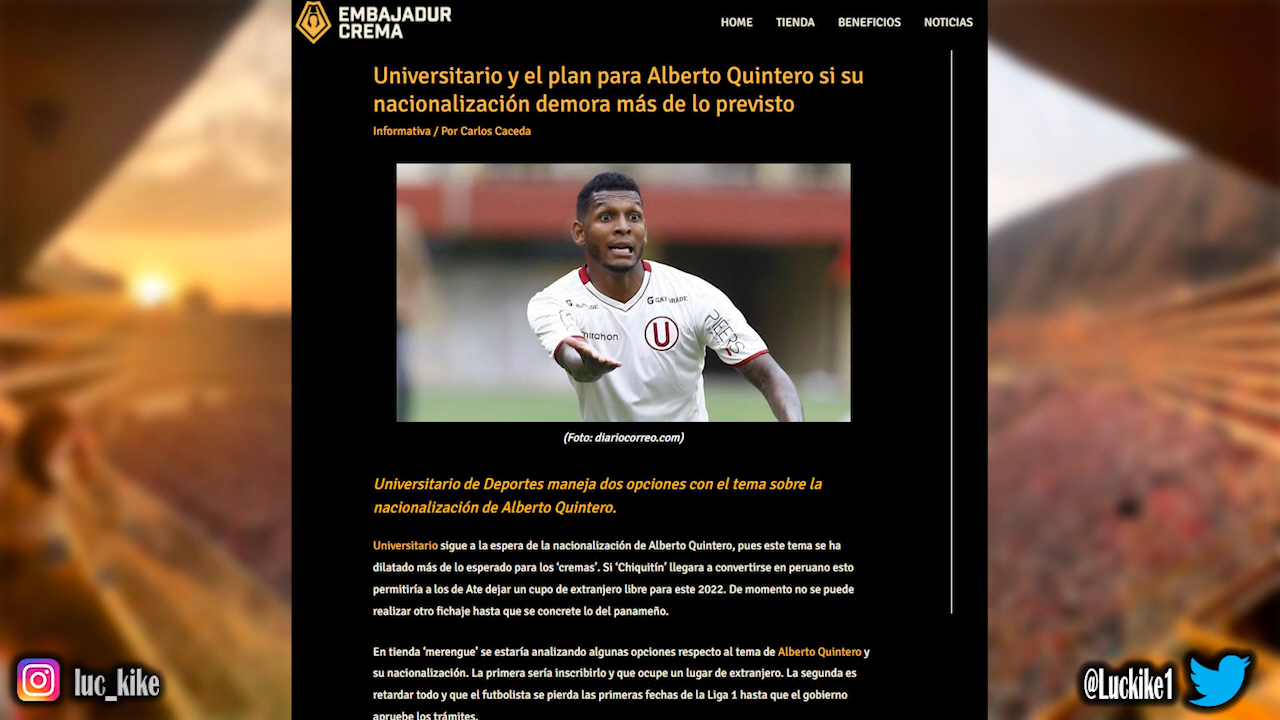 EMBAJADUR
CREMA
HOME TIENDA BENEFICIOS NOTICIAS
Universitario y el plan para Alberto Quintero si su
nacionalización demora más de lo previsto
Informativa / Por Carlos Caceda
GATORADE
mirahon
U
(Foto: diariocorreo.com)
Universitario de Deportes maneja dos opciones con el tema sobre la
nacionalización de Alberto Quintero.
Universitario sigue a la espera de la nacionalización de Alberto Quintero, pues este tema se ha
dilatado más de lo esperado para los ‘cremas’. Si ‘Chiquitín’ llegara a convertirse en peruano esto
permitiría a los de Ate dejar un cupo de extranjero libre para este 2022. De momento no se puede
realizar otro fichaje hasta que se concrete lo del panameño.
En tienda ‘merengue’ se estaría analizando algunas opciones respecto al tema de Alberto Quintero y
su nacionalización. La primera sería inscribirlo y que ocupe un lugar de extranjero. La segunda es
retardar todo y que el futbolista se pierda las primeras fechas de la Liga 1 hasta que el gobierno
apruebe los trámites.
luc_kike
@Luckike1